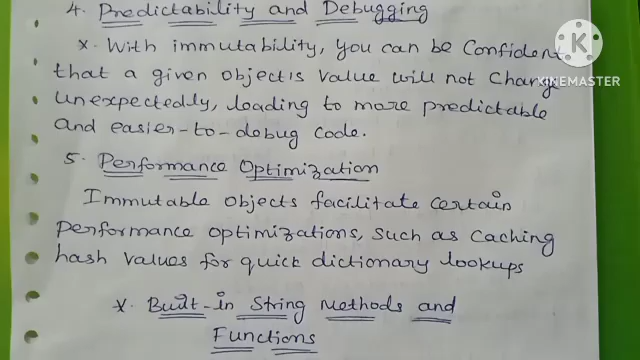 4. Predictability and Debugging
x. With immutability, you can be confident
that a given object's value will not change
unexpectedly, leading to more predictable
and easier-to-debug code.
5. Performance Optimization
Immutable objects facilitate certain
performance optimizations, such as caching
hash values for quick dictionary lookups
x. Built-in String Methods and
Functions
K
KINEMASTER